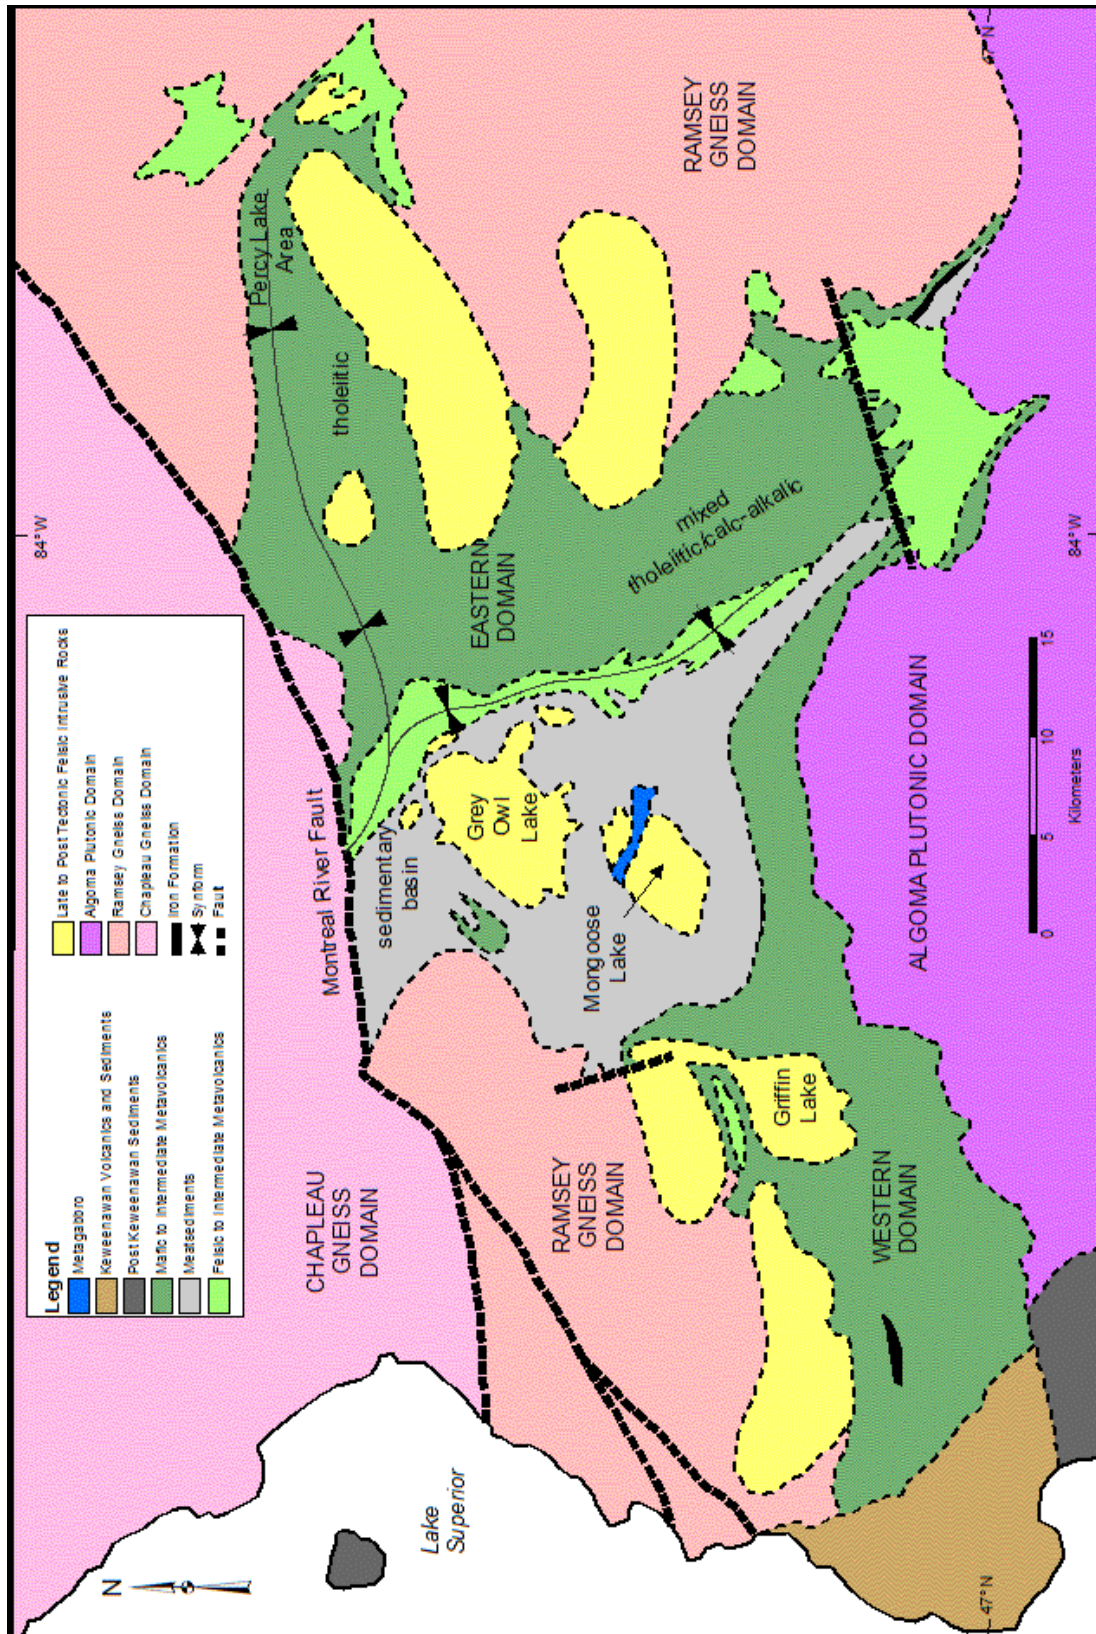 Legend
Metagabbro
Keweenawan Volcanics and Sediments
Post Keweenawan Sediments
Mafic to Intermediate Metavolcanics
Meatsediments
Felsic to Intermediate Metavolcanics
Late to Post Tectonic Felsic Intrusive Rocks
Algoma Plutonic Domain
Ramsey Gneiss Domain
Chapleau Gneiss Domain
Iron Formation
Synform
Fault
84°W
N
Lake
Superior
CHAPLEAU
GNEISS
DOMAIN
Montreal River Fault
sedimentary
basin
Grey
Owl
Lake
Mongoose
Lake
RAMSEY
GNEISS
DOMAIN
Griffin
Lake
WESTERN
DOMAIN
EASTERN
DOMAIN
tholeiitic
Percy Lake
Area
mixed
tholeiitic/calc-alkalic
RAMSEY
GNEISS
DOMAIN
ALGOMA PLUTONIC DOMAIN
0
5
10
15
Kilometers
84°W
47°N
47°N